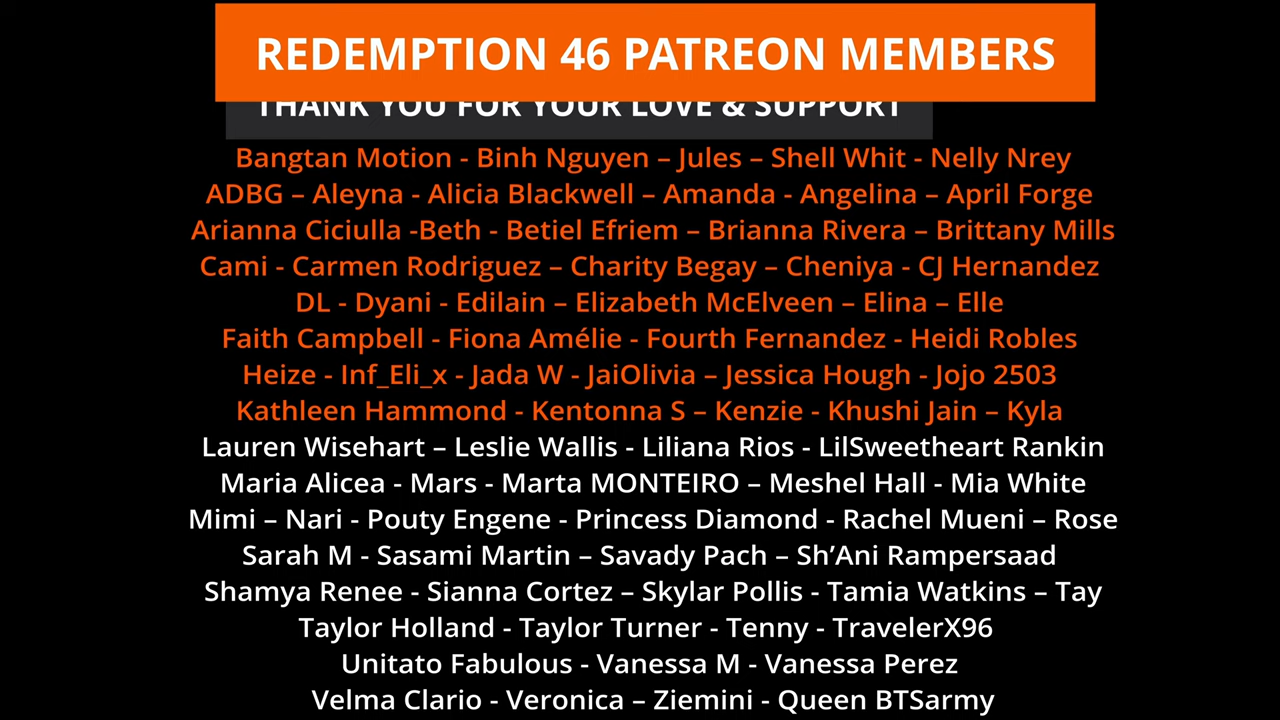 REDEMPTION 46 PATREON MEMBERS
THANK YOU FOR YOUR LOVE & SUPPORT
Bangtan Motion - Binh Nguyen – Jules – Shell Whit - Nelly Nrey
ADBG – Aleyna - Alicia Blackwell – Amanda - Angelina – April Forge
Arianna Ciciulla -Beth - Betiel Efriem – Brianna Rivera – Brittany Mills
Cami - Carmen Rodriguez – Charity Begay – Cheniya - CJ Hernandez
DL - Dyani - Edilain – Elizabeth McElveen – Elina – Elle
Faith Campbell - Fiona Amélie - Fourth Fernandez - Heidi Robles
Heize - Inf_Eli_x - Jada W - JaiOlivia – Jessica Hough - Jojo 2503
Kathleen Hammond - Kentonna S – Kenzie - Khushi Jain – Kyla
Lauren Wisehart – Leslie Wallis - Liliana Rios - LilSweetheart Rankin
Maria Alicea - Mars - Marta MONTEIRO – Meshel Hall - Mia White
Mimi – Nari - Pouty Engene - Princess Diamond - Rachel Mueni – Rose
Sarah M - Sasami Martin – Savady Pach – Sh’Ani Rampersaad
Shamya Renee - Sianna Cortez – Skylar Pollis - Tamia Watkins – Tay
Taylor Holland - Taylor Turner - Tenny - TravelerX96
Unitato Fabulous - Vanessa M - Vanessa Perez
Velma Clario - Veronica – Ziemini - Queen BTSarmy